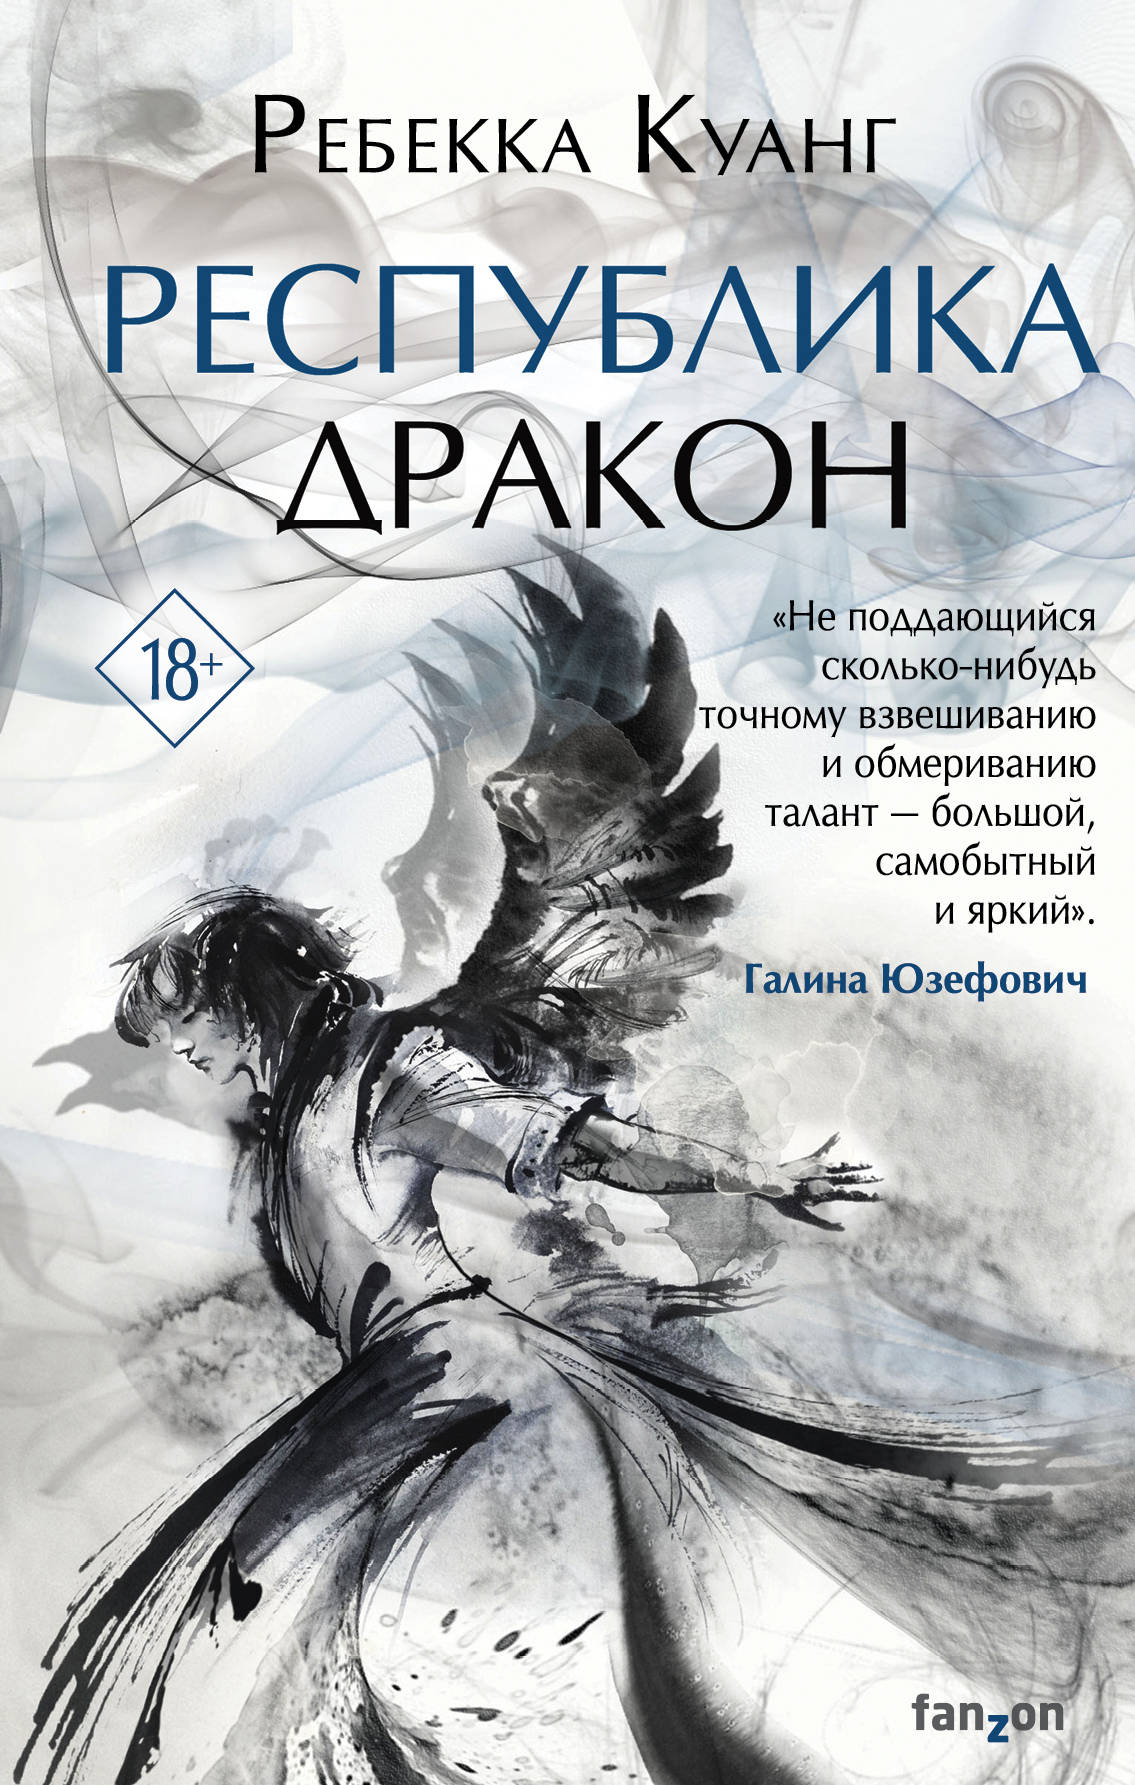 Ребекка Куанг
РЕСПУБЛИКА
ДРАКОН
18+
«Не поддающийся
сколько-нибудь
точному взвешиванию
и обмериванию
талант — большой,
самобытный
и яркий».
Галина Юзефович
fanzon